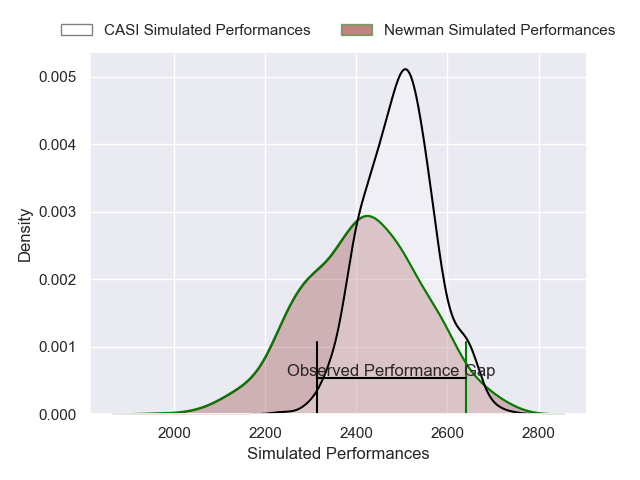 CASI Simulated Performances
Newman Simulated Performances
0.005
0.004
0.003
0.002
0.001
0.000
Density
Observed Performance Gap
2000
2200
2400
2600
2800
Simulated Performances